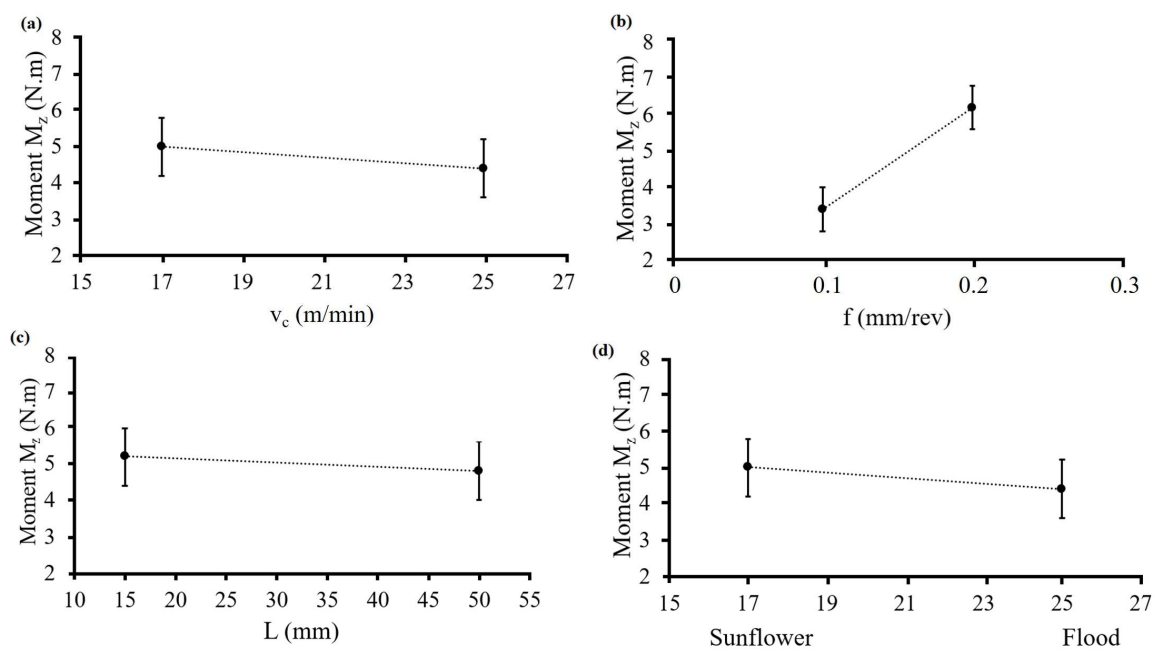 (a)
8
7
6
5
4
3
2
Moment M_z (N.m)
15 17 19 21 23 25 27
v_c (m/min)
(b)
8
7
6
5
4
3
2
Moment M_z (N.m)
0 0.1 0.2 0.3
f (mm/rev)
(c)
8
7
6
5
4
3
2
Moment M_z (N.m)
10 15 20 25 30 35 40 45 50 55
L (mm)
(d)
8
7
6
5
4
3
2
Moment M_z (N.m)
15 17 19 21 23 25 27
Sunflower Flood